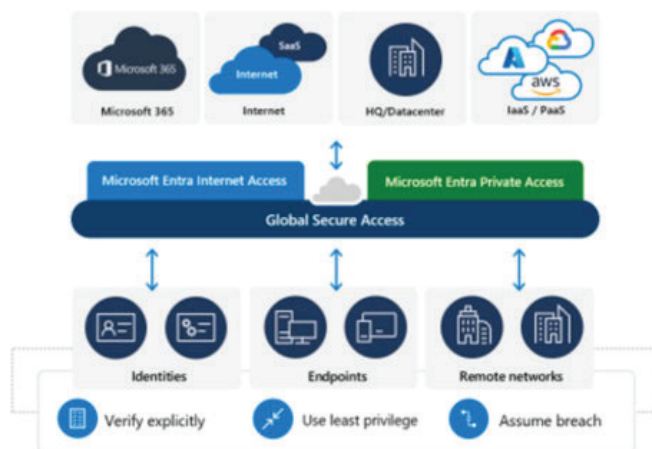 Microsoft 365
SaaS
Internet
aws
Microsoft 365
Internet
HQ/Datacenter
IaaS / PaaS
Microsoft Entra Internet Access
Microsoft Entra Private Access
Global Secure Access
Identities
Endpoints
Remote networks
Verify explicitly
Use least privilege
Assume breach